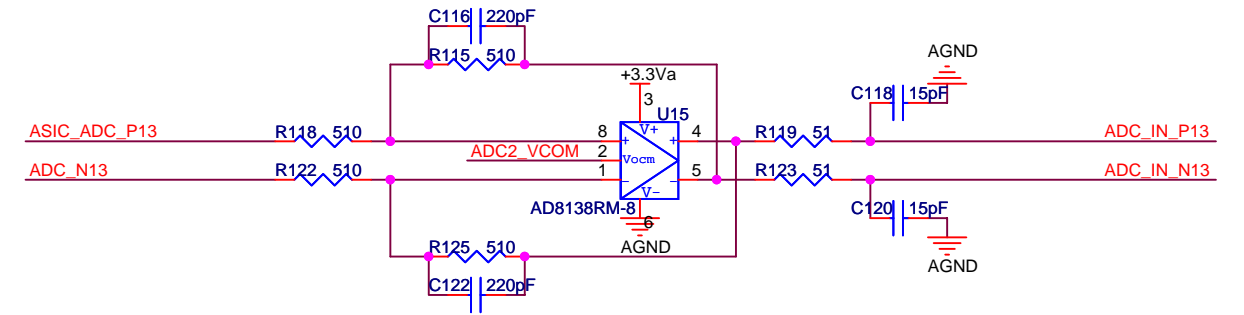 C116 220pF
R115 510
AGND
+3.3Va
3
C118 15pF
U15
V+
ASIC_ADC_P13
R118 510
8
+
+
4
R119 51
ADC_IN_P13
ADC2_VCOM
2
Vocm
ADC_N13
R122 510
1
-
-
5
R123 51
ADC_IN_N13
V-
AD8138RM-8
6
C120 15pF
R125 510
AGND
AGND
C122 220pF